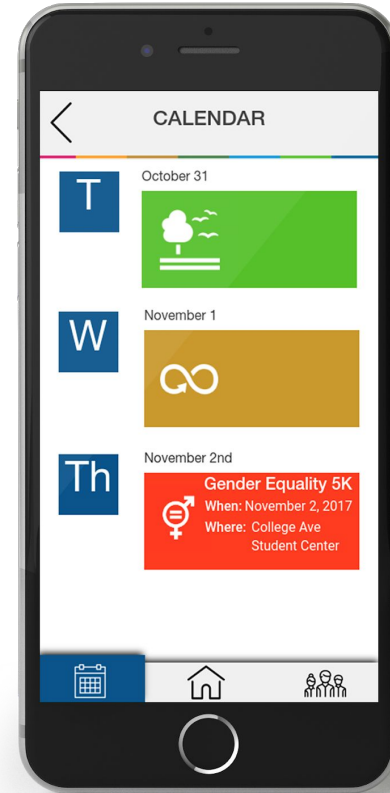 CALENDAR
October 31
T
November 1
W
November 2nd
Th
Gender Equality 5K
When: November 2, 2017
Where: College Ave
Student Center